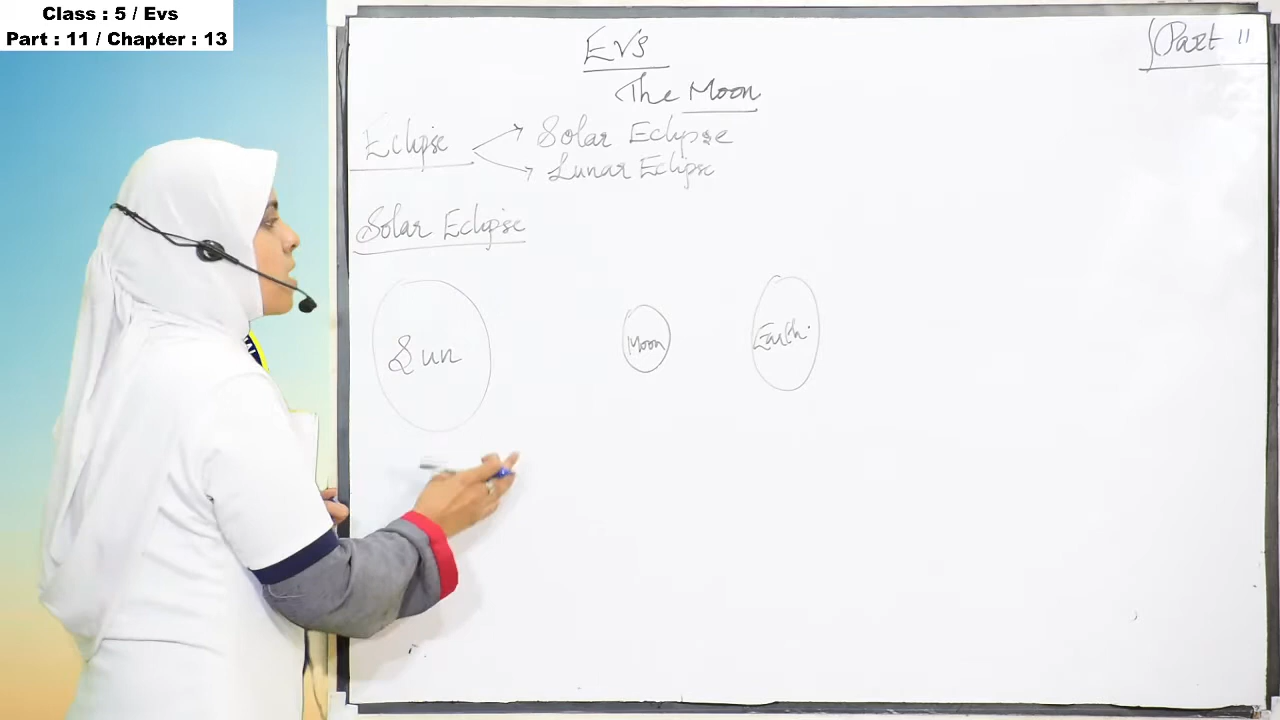 Class : 5 / Evs
Part : 11 / Chapter : 13
EVS
Part 11
The Moon
Eclipse
Solar Eclipse
Lunar Eclipse
Solar Eclipse
Sun
Moon
Earth